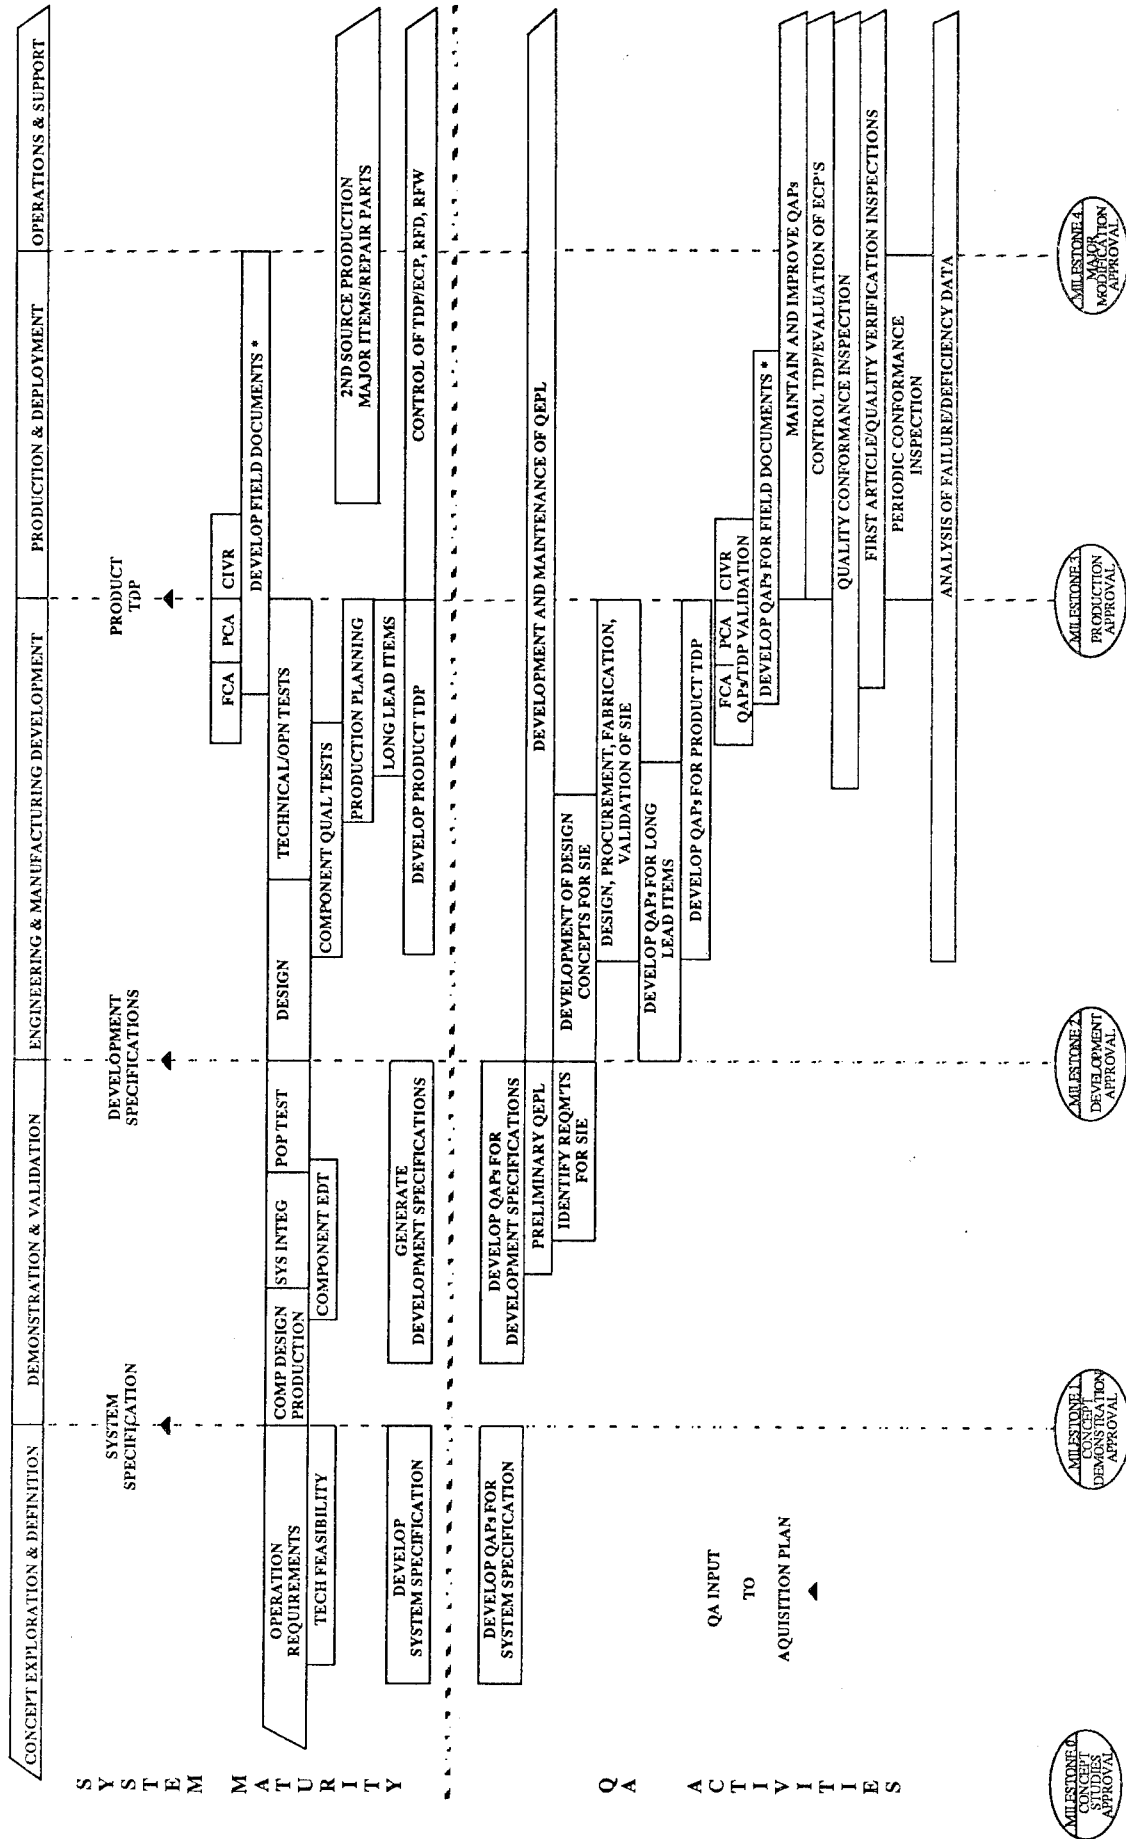 CONCEPT EXPLORATION & DEFINITION
DEMONSTRATION & VALIDATION
ENGINEERING & MANUFACTURING DEVELOPMENT
PRODUCTION & DEPLOYMENT
OPERATIONS & SUPPORT
SYSTEM
SPECIFICATION
DEVELOPMENT
SPECIFICATIONS
PRODUCT
TDP
SYSTEM
MATURITY
FCA
PCA
CIVR
DEVELOP FIELD DOCUMENTS *
OPERATION
REQUIREMENTS
COMP DESIGN
PRODUCTION
SYS INTEG
POP TEST
DESIGN
TECHNICAL/OPN TESTS
TECH FEASIBILITY
COMPONENT EDT
COMPONENT QUAL TESTS
PRODUCTION PLANNING
2ND SOURCE PRODUCTION
MAJOR ITEMS/REPAIR PARTS
LONG LEAD ITEMS
DEVELOP
SYSTEM SPECIFICATION
GENERATE
DEVELOPMENT SPECIFICATIONS
DEVELOP PRODUCT TDP
CONTROL OF TDP/ECP, RFD, RFW
QA
ACTIVITIES
DEVELOP QAPs FOR
SYSTEM SPECIFICATION
DEVELOP QAPs FOR
DEVELOPMENT SPECIFICATIONS
PRELIMINARY QEPL
DEVELOPMENT AND MAINTENANCE OF QEPL
IDENTIFY REQM'TS
FOR SIE
DEVELOPMENT OF DESIGN
CONCEPTS FOR SIE
DESIGN, PROCUREMENT, FABRICATION,
VALIDATION OF SIE
DEVELOP QAPs FOR LONG
LEAD ITEMS
DEVELOP QAPs FOR PRODUCT TDP
QA INPUT
TO
AQUISITION PLAN
FCA
PCA
CIVR
QAPs/TDP VALIDATION
DEVELOP QAPs FOR FIELD DOCUMENTS *
MAINTAIN AND IMPROVE QAPs
CONTROL TDP/EVALUATION OF ECP'S
QUALITY CONFORMANCE INSPECTION
FIRST ARTICLE/QUALITY VERIFICATION INSPECTIONS
PERIODIC CONFORMANCE
INSPECTION
ANALYSIS OF FAILURE/DEFICIENCY DATA
MILESTONE 0
CONCEPT
STUDIES
APPROVAL
MILESTONE 1
CONCEPT
DEMONSTRATION
APPROVAL
MILESTONE 2
DEVELOPMENT
APPROVAL
MILESTONE 3
PRODUCTION
APPROVAL
MILESTONE 4
MAJOR
MODIFICATION
APPROVAL